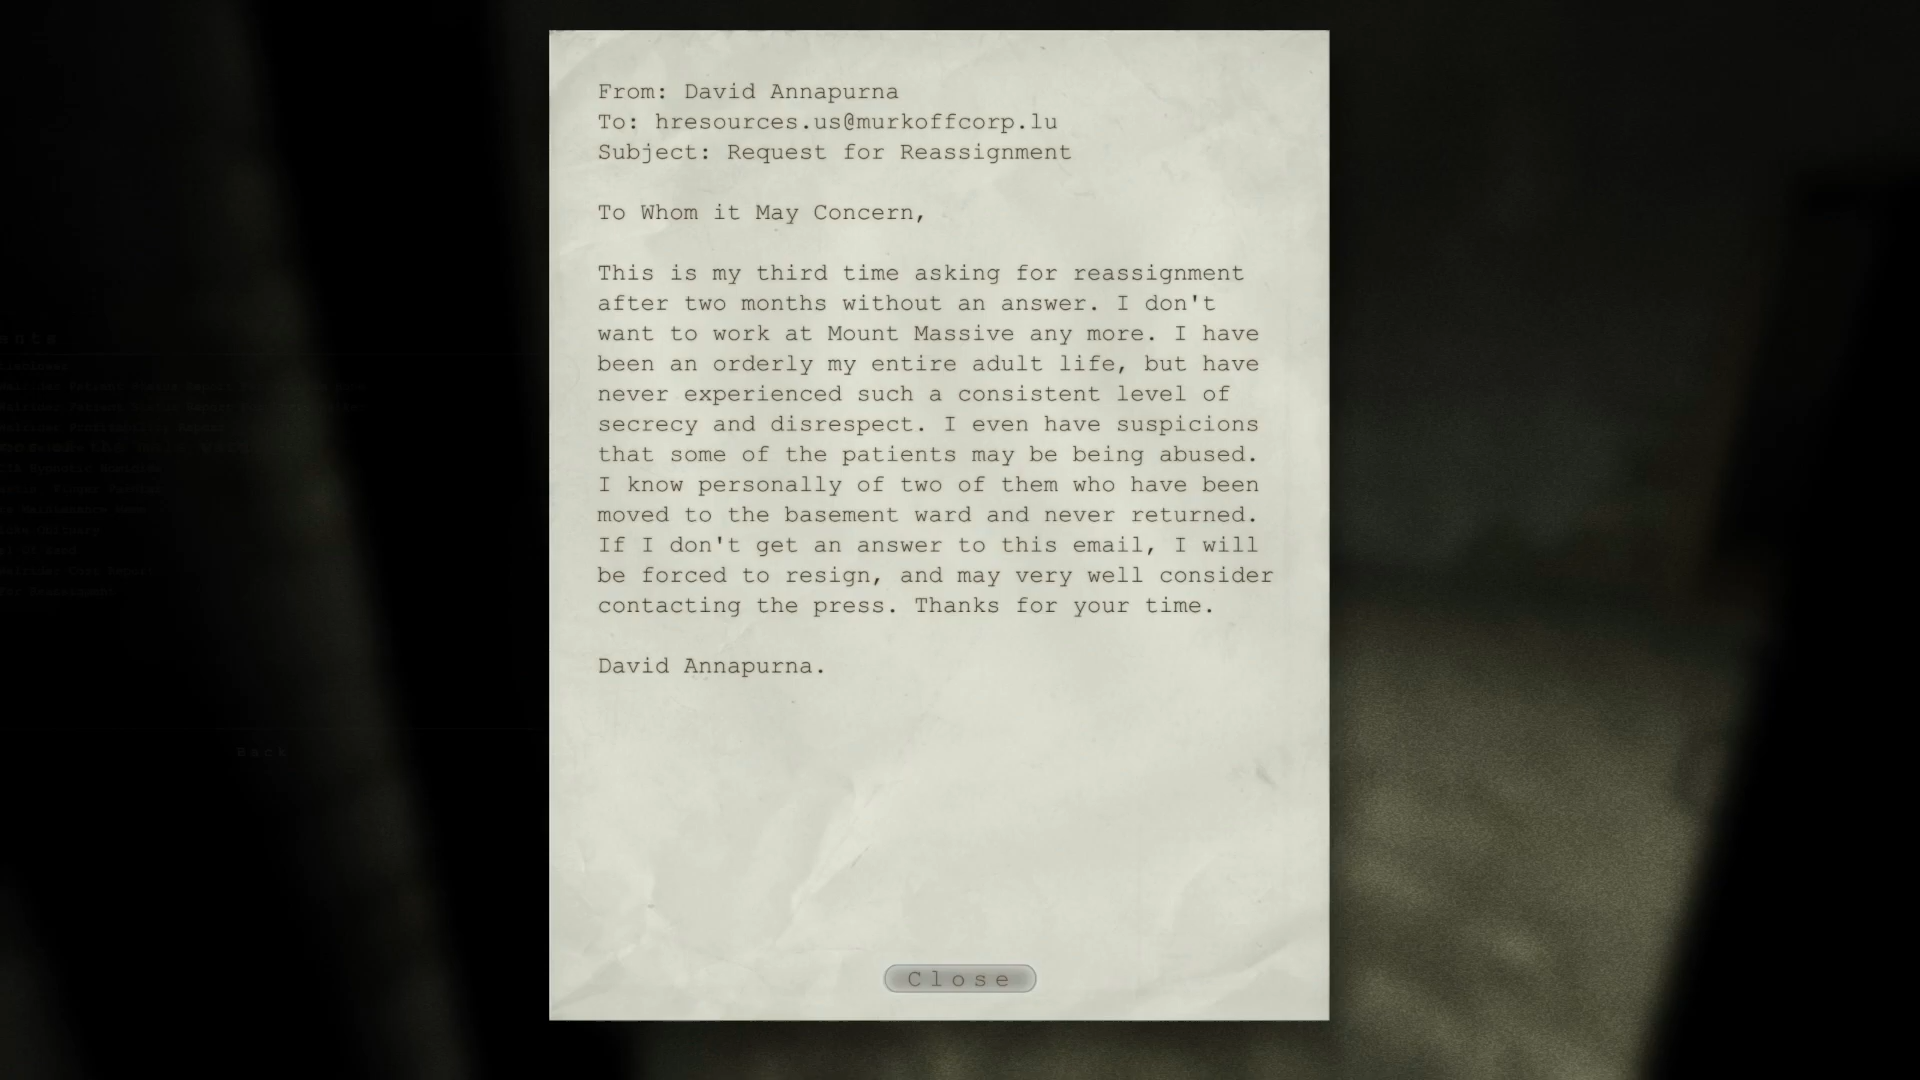 From: David Annapurna
To: hresources.us@murkoffcorp.lu
Subject: Request for Reassignment
To Whom it May Concern,
This is my third time asking for reassignment
after two months without an answer. I don't
want to work at Mount Massive any more. I have
been an orderly my entire adult life, but have
never experienced such a consistent level of
secrecy and disrespect. I even have suspicions
that some of the patients may be being abused.
I know personally of two of them who have been
moved to the basement ward and never returned.
If I don't get an answer to this email, I will
be forced to resign, and may very well consider
contacting the press. Thanks for your time.
David Annapurna.
Close
Back